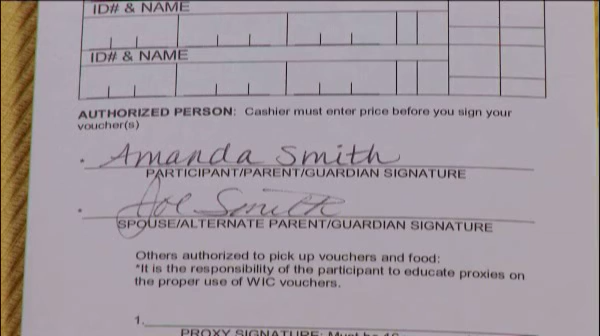 ID# & NAME
ID# & NAME
AUTHORIZED PERSON: Cashier must enter price before you sign your
voucher(s)
Amanda Smith
PARTICIPANT/PARENT/GUARDIAN SIGNATURE
Joe Smith
SPOUSE/ALTERNATE PARENT/GUARDIAN SIGNATURE
Others authorized to pick up vouchers and food:
*It is the responsibility of the participant to educate proxies on
the proper use of WIC vouchers.
1.
PROXY SIGNATURE: Must be